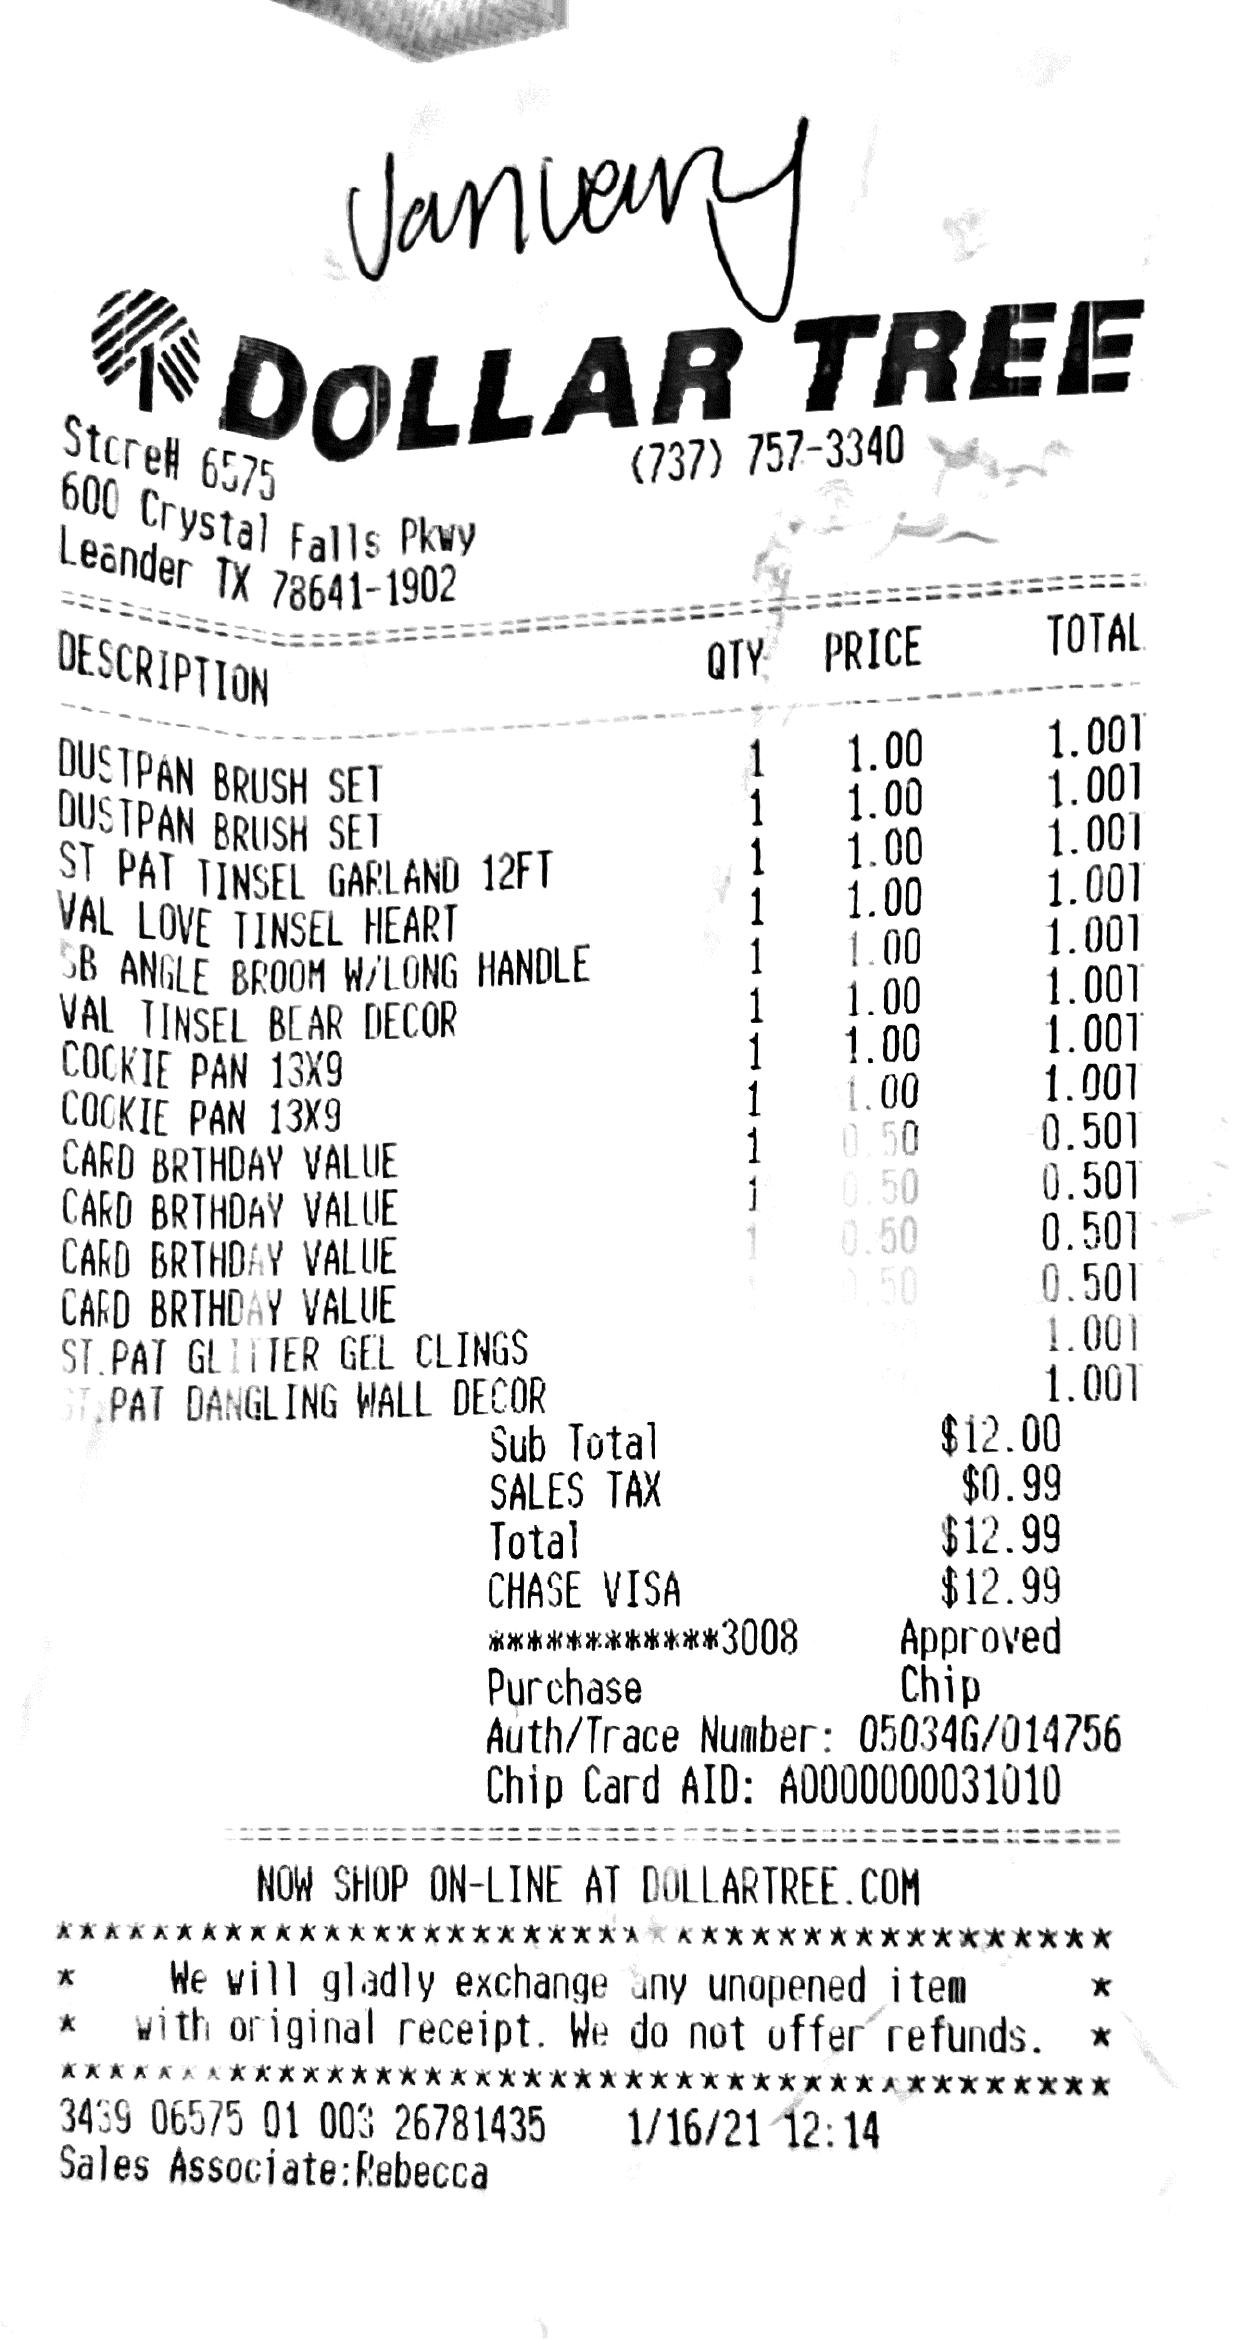 January
DOLLAR TREE
Store# 6575 (737) 757-3340
600 Crystal Falls Pkwy
Leander TX 78641-1902
DESCRIPTION QTY PRICE TOTAL
DUSTPAN BRUSH SET 1 1.00 1.00T
DUSTPAN BRUSH SET 1 1.00 1.00T
ST PAT TINSEL GARLAND 12FT 1 1.00 1.00T
VAL LOVE TINSEL HEART 1 1.00 1.00T
SB ANGLE BROOM W/LONG HANDLE 1 1.00 1.00T
VAL TINSEL BEAR DECOR 1 1.00 1.00T
COOKIE PAN 13X9 1 1.00 1.00T
COOKIE PAN 13X9 1 1.00 1.00T
CARD BRTHDAY VALUE 1 0.50 0.50T
CARD BRTHDAY VALUE 1 0.50 0.50T
CARD BRTHDAY VALUE 1 0.50 0.50T
CARD BRTHDAY VALUE 0.50 0.50T
ST.PAT GLITTER GEL CLINGS 1.00T
ST.PAT DANGLING WALL DECOR 1.00T
Sub Total $12.00
SALES TAX $0.99
Total $12.99
CHASE VISA $12.99
************3008 Approved
Purchase Chip
Auth/Trace Number: 05034G/014756
Chip Card AID: A0000000031010
NOW SHOP ON-LINE AT DOLLARTREE.COM
* We will gladly exchange any unopened item *
* with original receipt. We do not offer refunds. *
3439 06575 01 003 26781435 1/16/21 12:14
Sales Associate:Rebecca